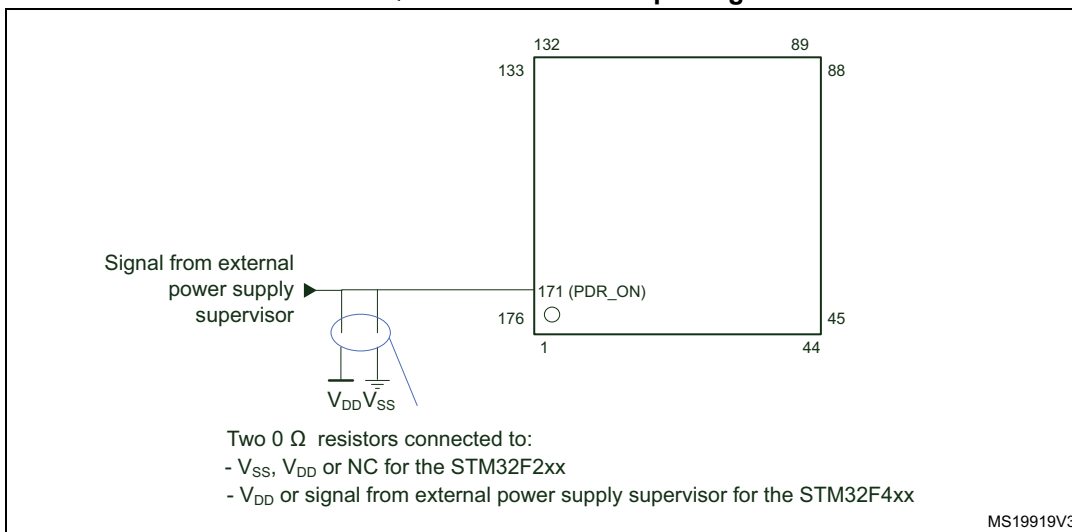 132 89
133 88
Signal from external
power supply
supervisor
171 (PDR_ON)
176 45
1 44
VDD VSS
Two 0 Ω resistors connected to:
- VSS, VDD or NC for the STM32F2xx
- VDD or signal from external power supply supervisor for the STM32F4xx
MS19919V3